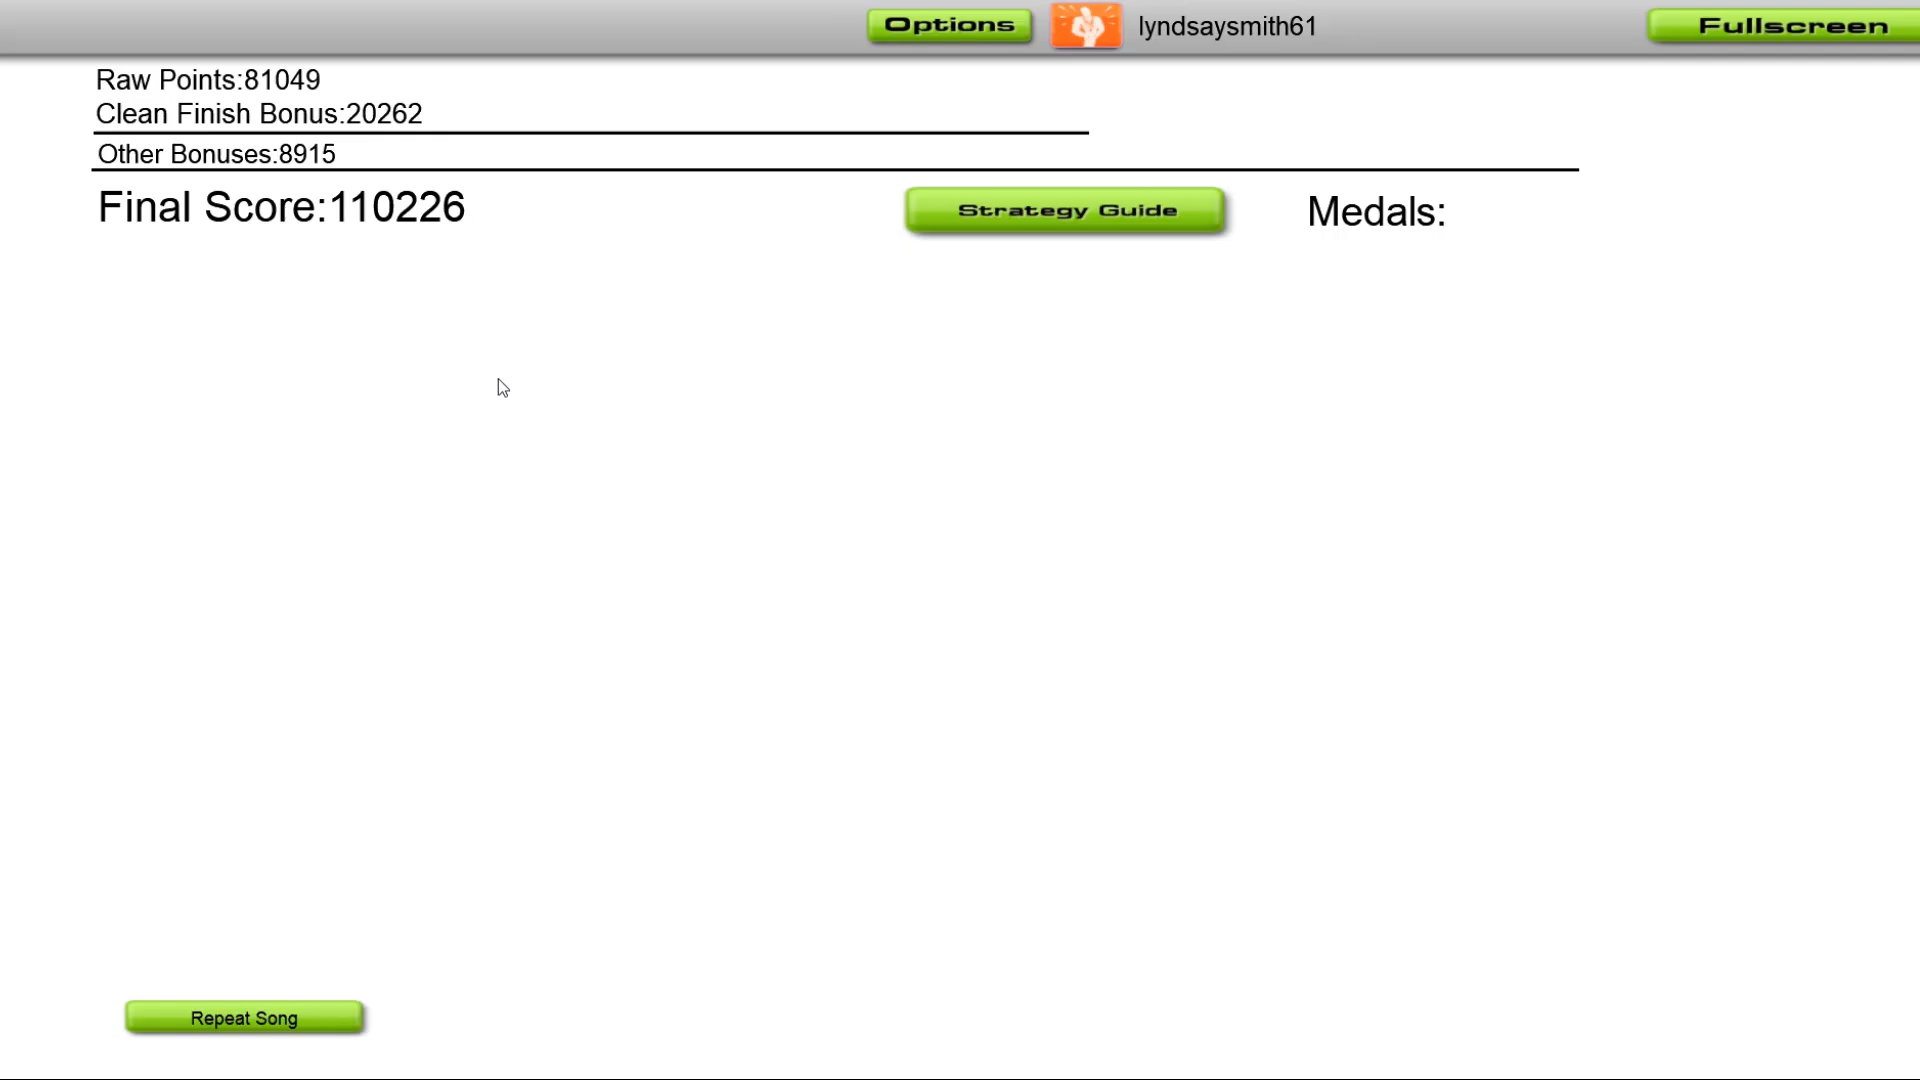 Options lyndsaysmith61 Fullscreen
Raw Points:81049
Clean Finish Bonus:20262
Other Bonuses:8915
Final Score:110226 Strategy Guide Medals:
Repeat Song